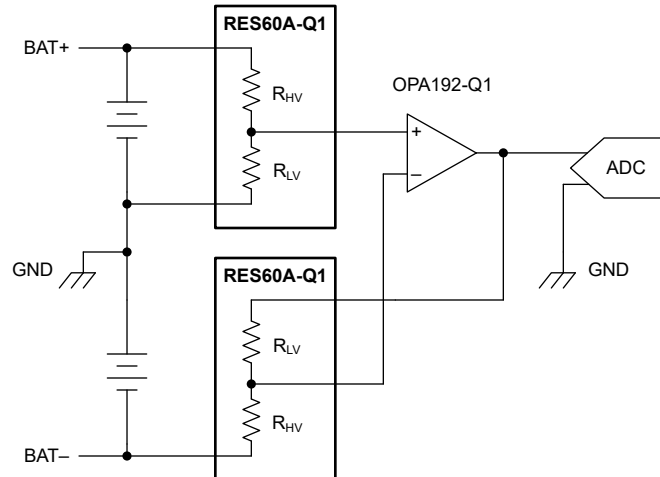 RES60A-Q1
BAT+
R_HV
OPA192-Q1
+
R_LV
–
ADC
GND
GND
RES60A-Q1
R_LV
R_HV
BAT–